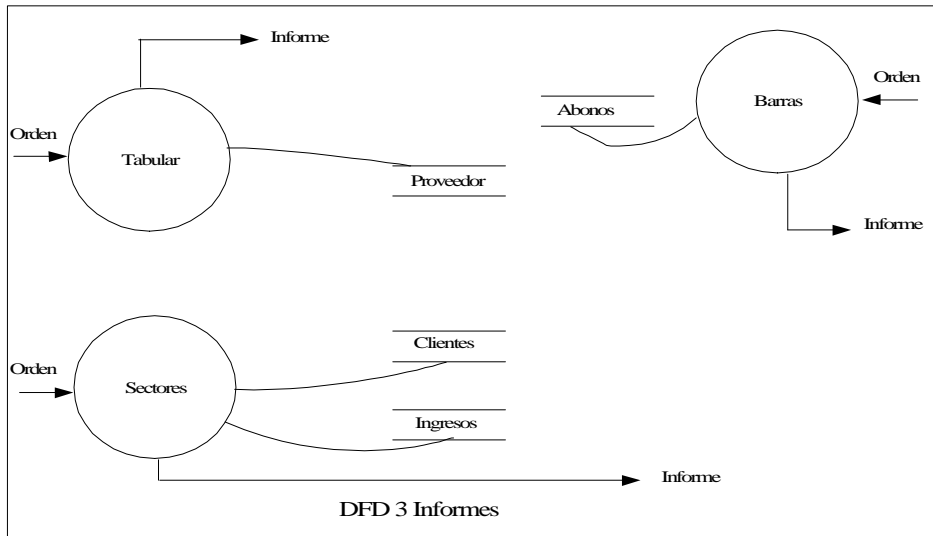 Informe
Orden
Tabular
Proveedor
Abonos
Barras
Orden
Informe
Orden
Sectores
Clientes
Ingresos
Informe
DFD 3 Informes